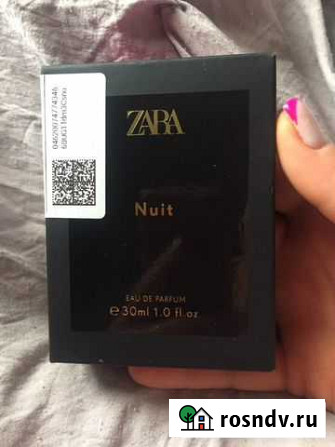 ZARA
Nuit
EAU DE PARFUM
℮30ml 1.0 fl.oz
rosndv.ru